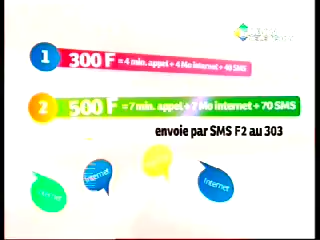 1 300 F = 4 min. appel + 4 Mo internet + 40 SMS
2 500 F = 7 min. appel + 7 Mo internet + 70 SMS
envoie par SMS F2 au 303
internet
internet